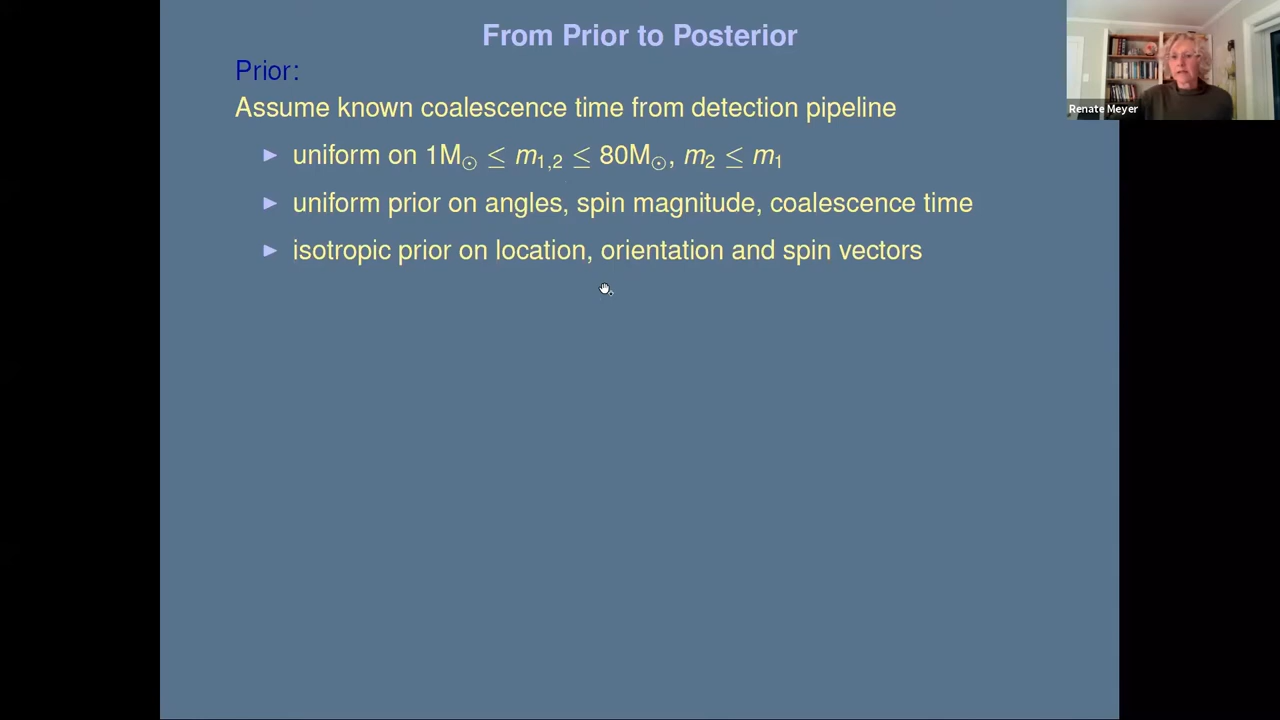 From Prior to Posterior
Prior:
Assume known coalescence time from detection pipeline
uniform on 1M☉ ≤ m₁,₂ ≤ 80M☉, m₂ ≤ m₁
uniform prior on angles, spin magnitude, coalescence time
isotropic prior on location, orientation and spin vectors
Renate Meyer